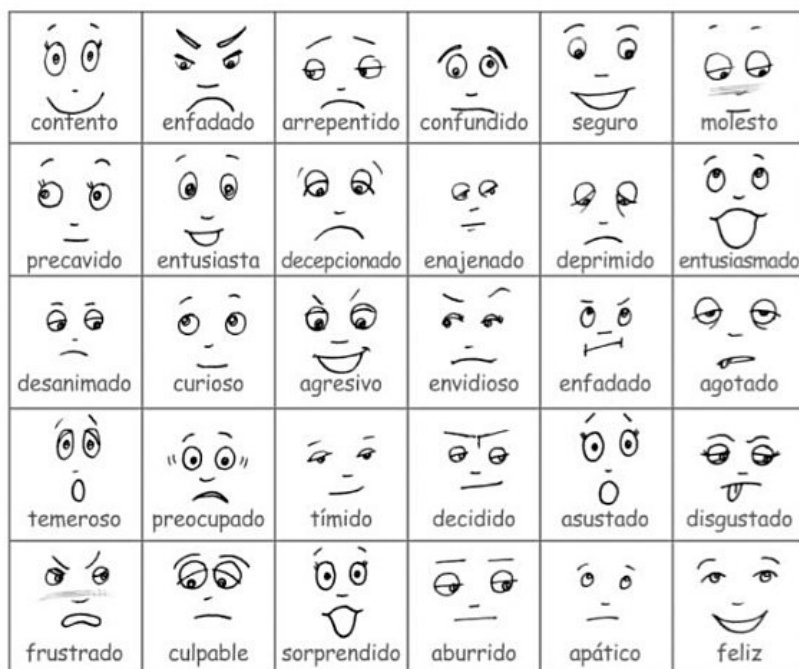 contento enfadado arrepentido confundido seguro molesto
precavido entusiasta decepcionado enajenado deprimido entusiasmado
desanimado curioso agresivo envidioso enfadado agotado
temeroso preocupado tímido decidido asustado disgustado
frustrado culpable sorprendido aburrido apático feliz